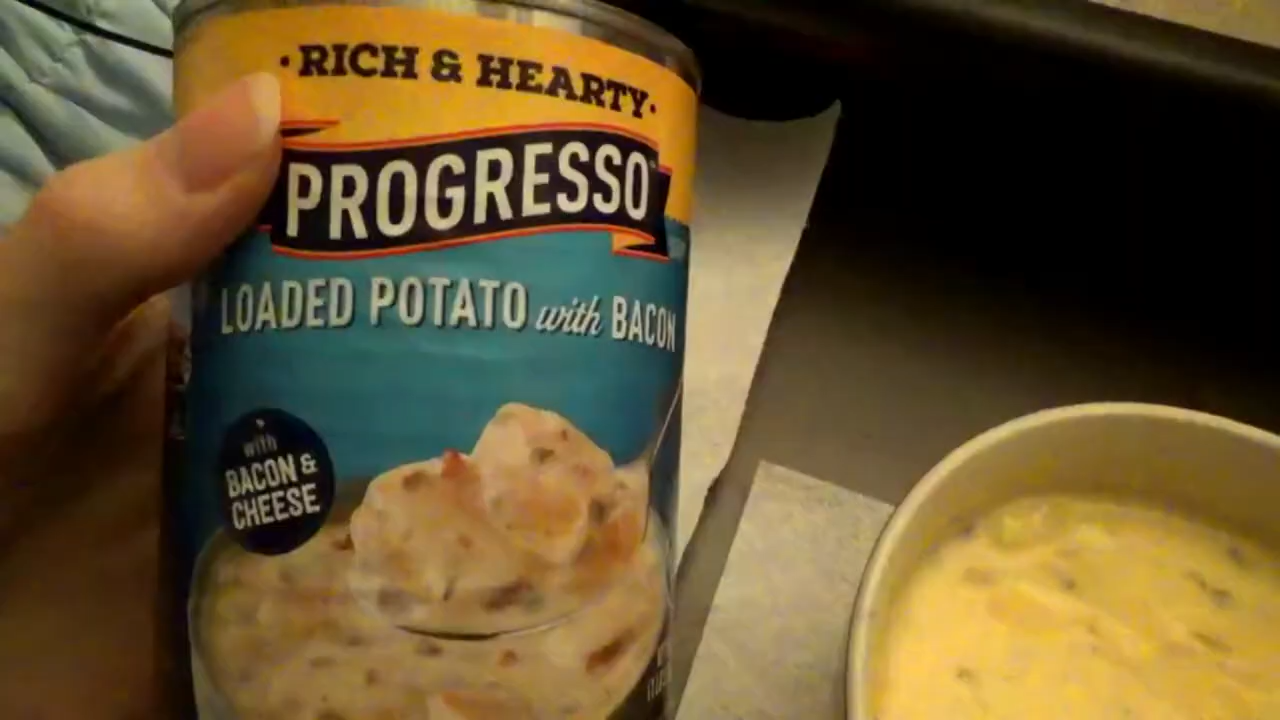 · RICH & HEARTY ·
PROGRESSO
LOADED POTATO with BACON
with
BACON &
CHEESE